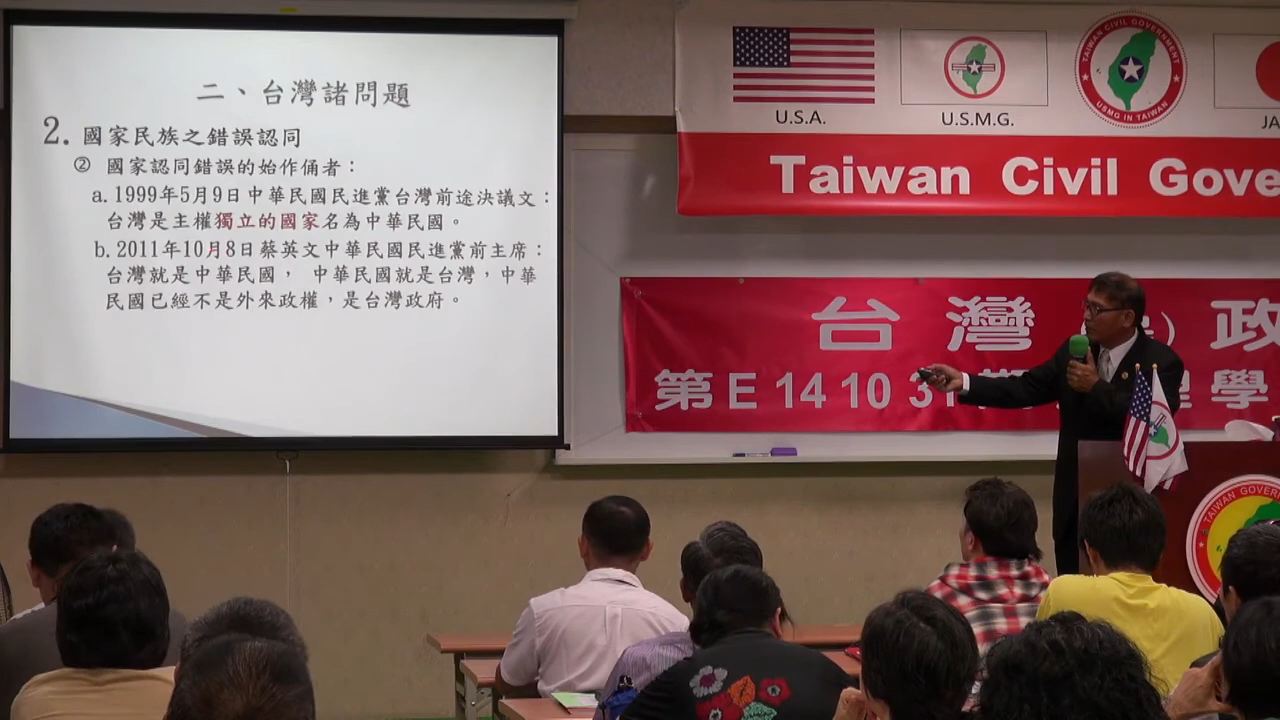 二、台灣諸問題
2. 國家民族之錯誤認同
② 國家認同錯誤的始作俑者：
a. 1999年5月9日中華民國民進黨台灣前途決議文：
台灣是主權獨立的國家名為中華民國。
b. 2011年10月8日蔡英文中華民國民進黨前主席：
台灣就是中華民國， 中華民國就是台灣，中華
民國已經不是外來政權，是台灣政府。
U.S.A.
U.S.M.G.
TAIWAN CIVIL GOVERNMENT
USMG IN TAIWAN
JA
Taiwan Civil Gove
台灣 政
第E 14 10 31 學
TAIWAN GOVER